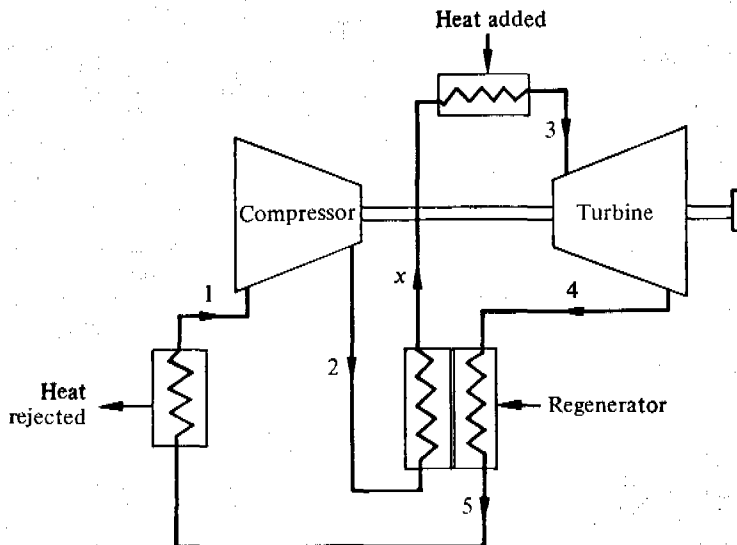 Heat added
3
Compressor
Turbine
1
x
4
2
Heat
rejected
Regenerator
5